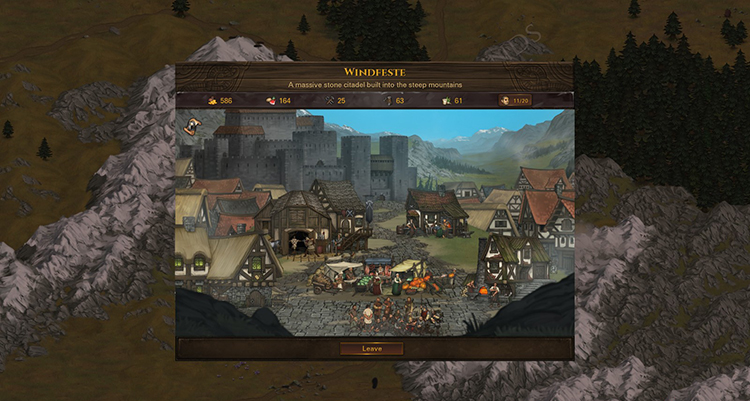 WINDFESTE
A massive stone citadel built into the steep mountains
586 164 25 63 61 11/20
Leave